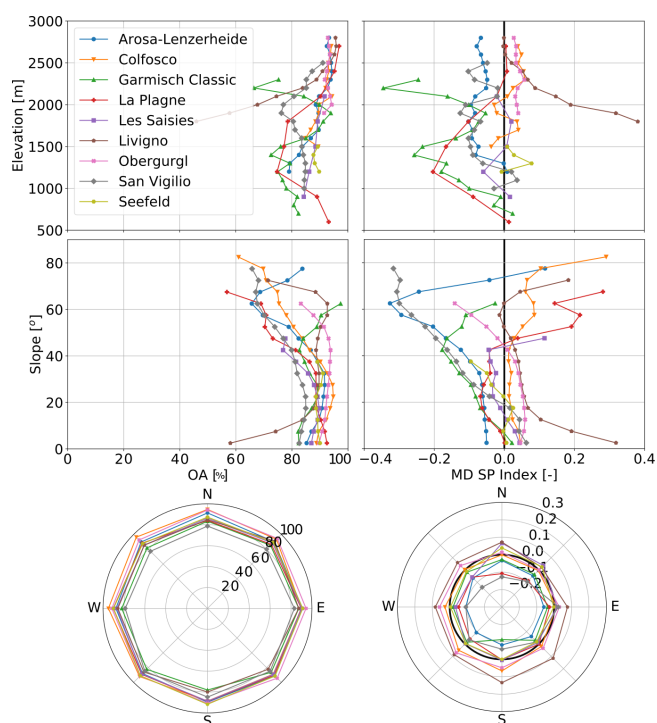 3000
2500
2000
1500
1000
500
Elevation [m]
Arosa-Lenzerheide
Colfosco
Garmisch Classic
La Plagne
Les Saisies
Livigno
Obergurgl
San Vigilio
Seefeld
80
60
40
20
0
Slope [°]
0 20 40 60 80 100
OA [%]
−0.4 −0.2 0.0 0.2 0.4
MD SP Index [-]
N
W
E
S
100
80
60
40
20
N
W
E
S
0.3
0.2
0.1
0.0
−0.1
−0.2